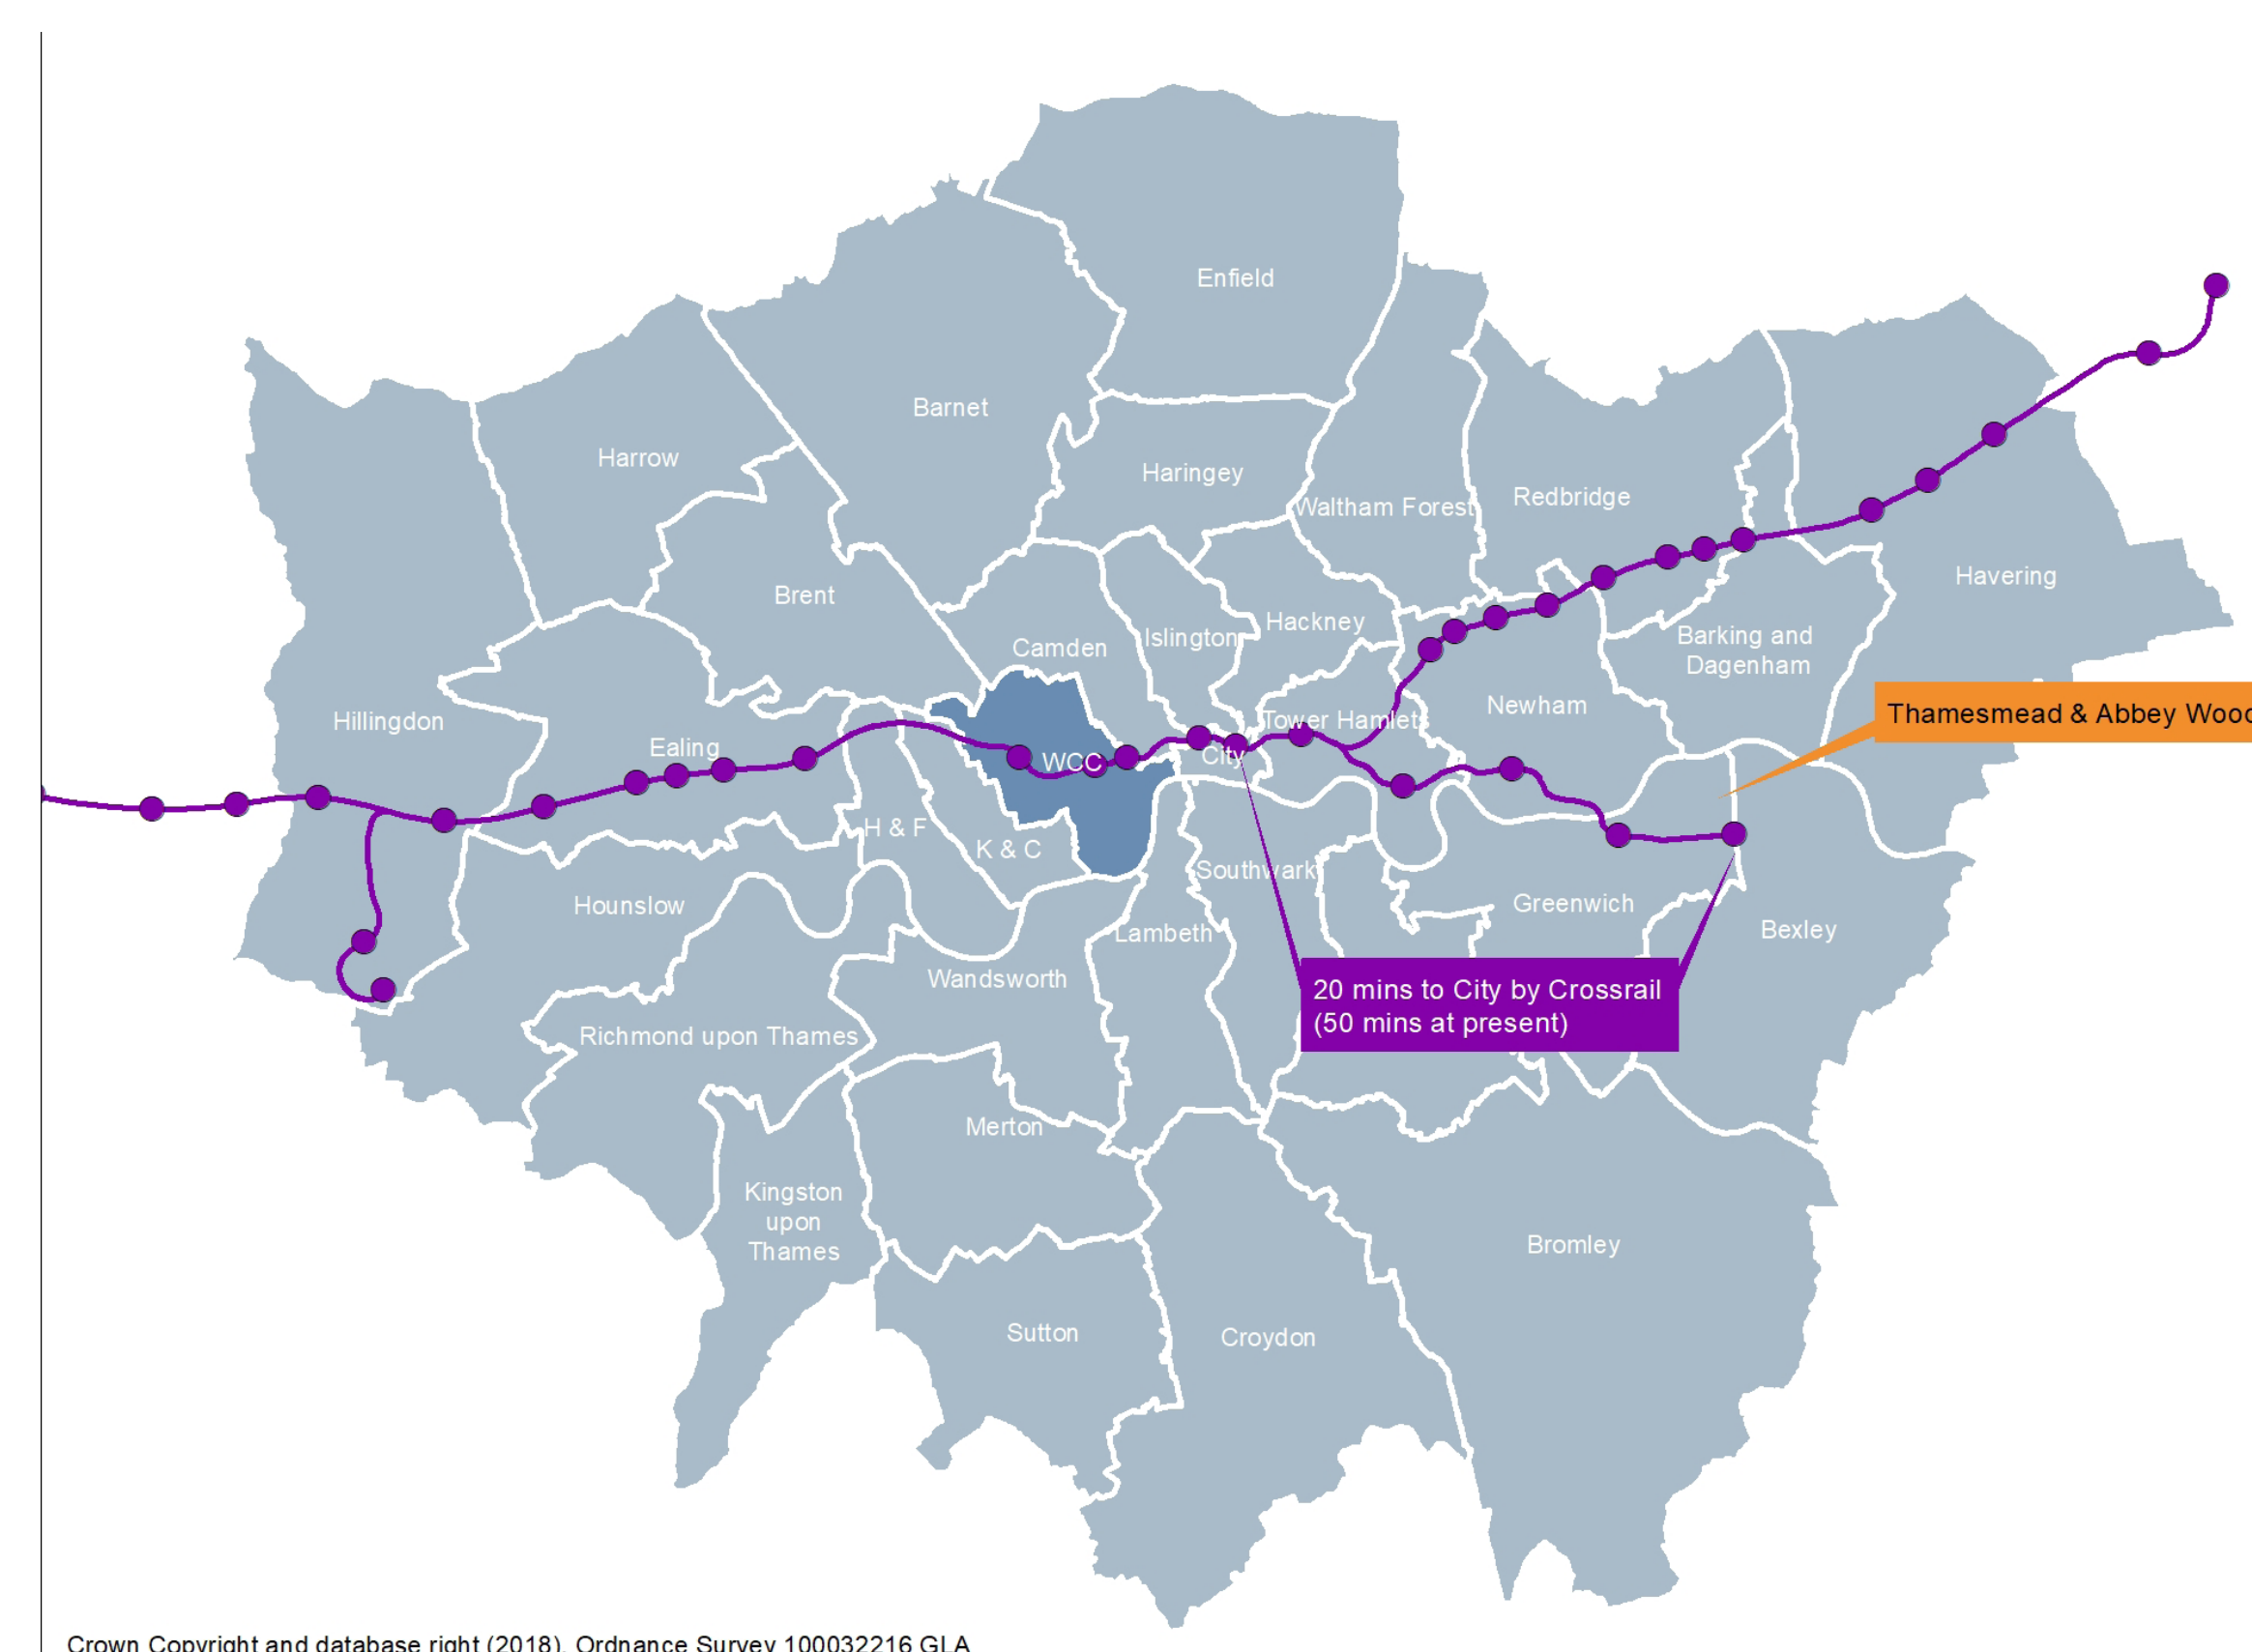 Enfield
Barnet
Harrow
Haringey
Waltham Forest
Redbridge
Havering
Brent
Hackney
Islington
Camden
Barking and
Dagenham
Newham
Thamesmead & Abbey Wood
Hillingdon
Tower Hamlets
Ealing
WCC
City
H & F
K & C
Southwark
Hounslow
Greenwich
Bexley
Lambeth
Wandsworth
20 mins to City by Crossrail
(50 mins at present)
Richmond upon Thames
Merton
Kingston
upon
Thames
Bromley
Sutton
Croydon
Crown Copyright and database right (2018). Ordnance Survey 100032216 GLA